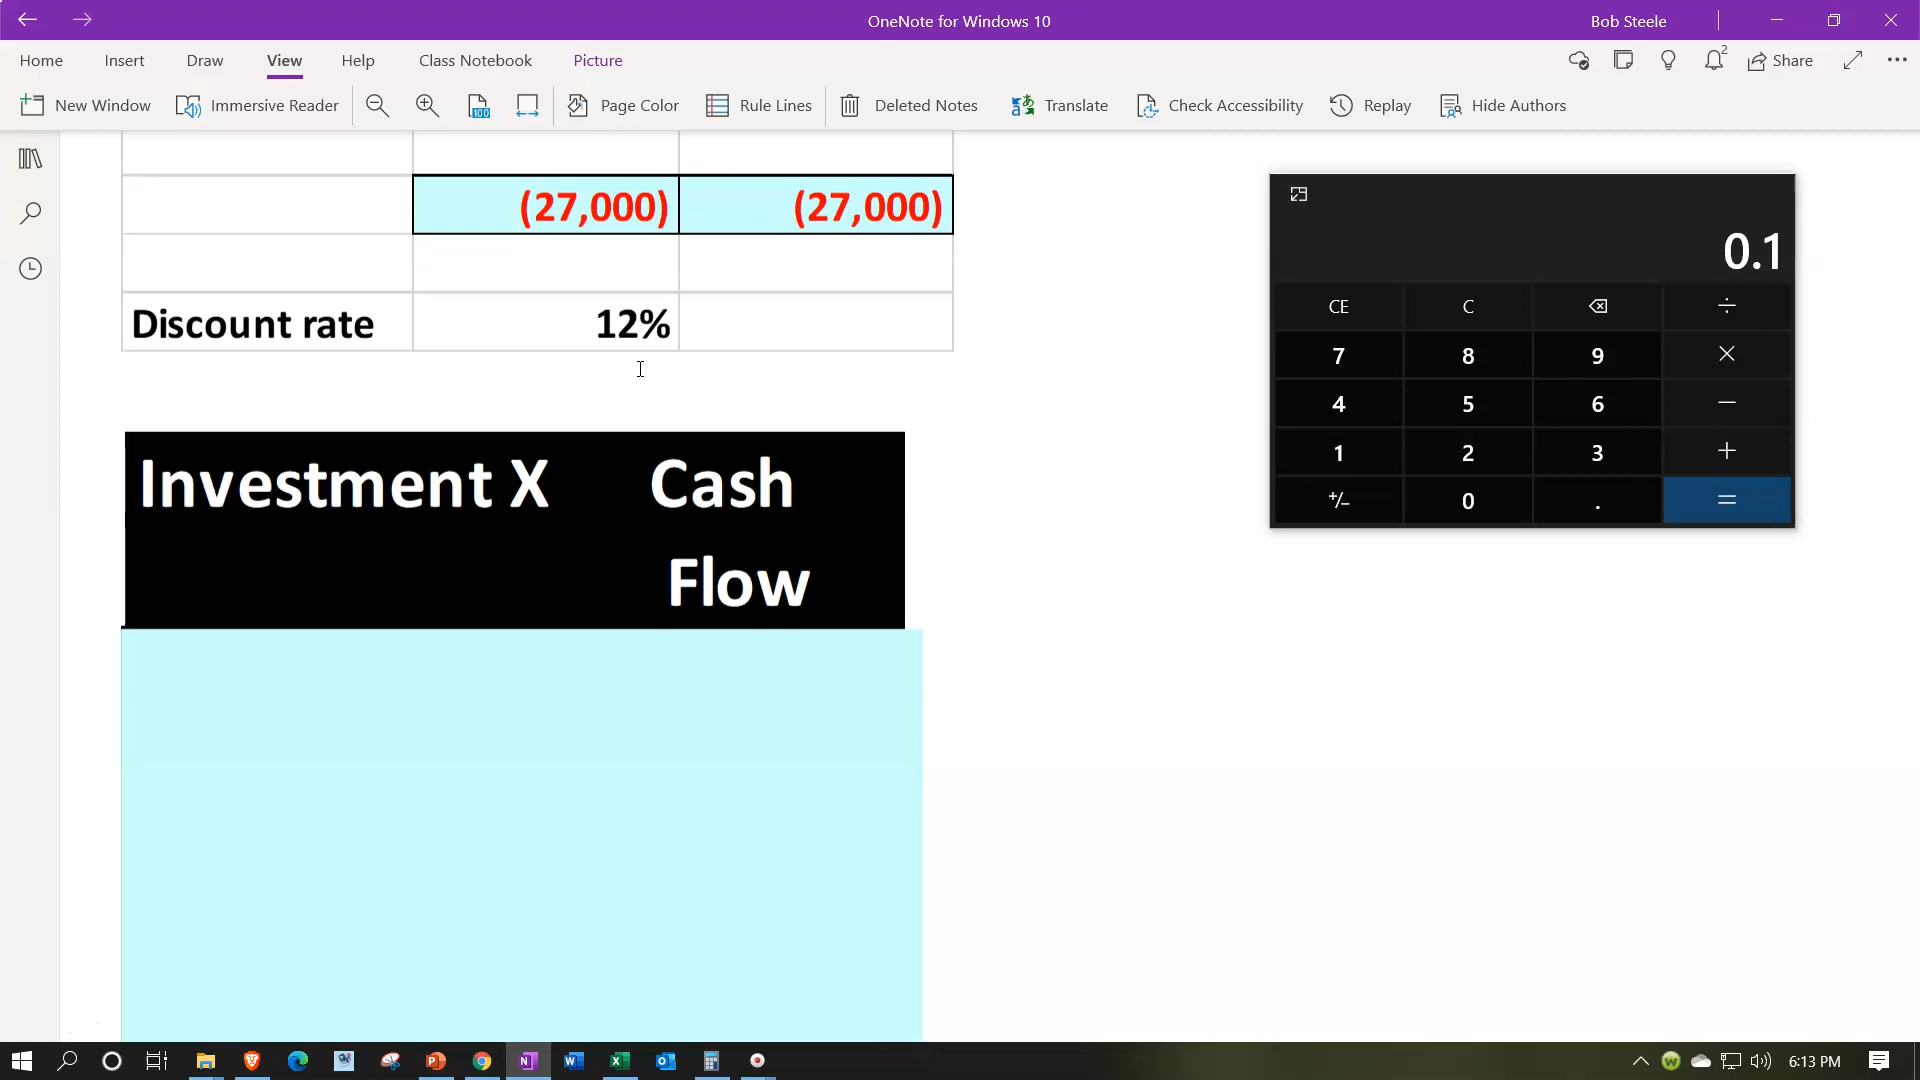 OneNote for Windows 10
Bob Steele
Home Insert Draw View Help Class Notebook Picture
2
Share
New Window Immersive Reader 100 Page Color Rule Lines Deleted Notes Translate Check Accessibility Replay Hide Authors
(27,000) (27,000)
Discount rate 12%
Investment X Cash
Flow
0.1
CE C ÷
7 8 9 ×
4 5 6 −
1 2 3 +
+/− 0 . =
6:13 PM